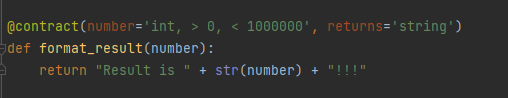 @contract(number='int, > 0, < 1000000', returns='string')
def format_result(number):
    return "Result is " + str(number) + "!!!"